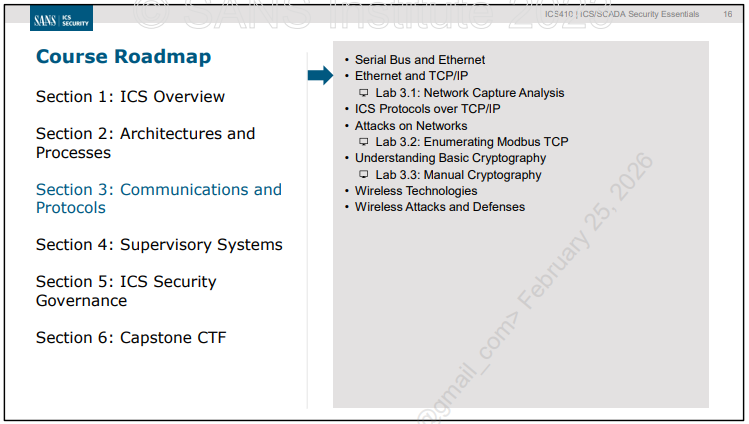 © SANS Institute 2026
SANS ICS SECURITY
ICS410 | ICS/SCADA Security Essentials 16
Course Roadmap
Section 1: ICS Overview
Section 2: Architectures and
Processes
Section 3: Communications and
Protocols
Section 4: Supervisory Systems
Section 5: ICS Security
Governance
Section 6: Capstone CTF
• Serial Bus and Ethernet
• Ethernet and TCP/IP
Lab 3.1: Network Capture Analysis
• ICS Protocols over TCP/IP
• Attacks on Networks
Lab 3.2: Enumerating Modbus TCP
• Understanding Basic Cryptography
Lab 3.3: Manual Cryptography
• Wireless Technologies
• Wireless Attacks and Defenses
@gmail_com> February 25, 2026